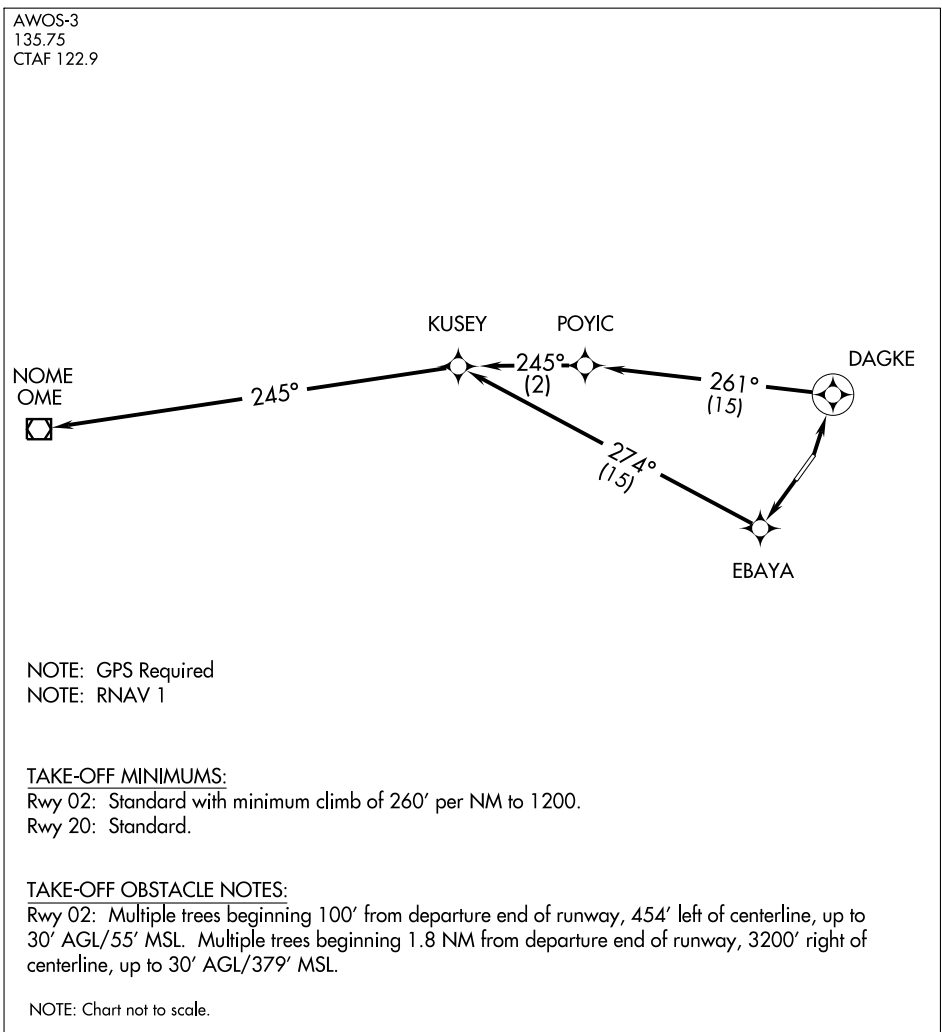 AWOS-3
135.75
CTAF 122.9
KUSEY
POYIC
DAGKE
NOME
OME
245°
245°
(2)
261°
(15)
274°
(15)
EBAYA
NOTE: GPS Required
NOTE: RNAV 1
TAKE-OFF MINIMUMS:
Rwy 02: Standard with minimum climb of 260' per NM to 1200.
Rwy 20: Standard.
TAKE-OFF OBSTACLE NOTES:
Rwy 02: Multiple trees beginning 100' from departure end of runway, 454' left of centerline, up to
30' AGL/55' MSL. Multiple trees beginning 1.8 NM from departure end of runway, 3200' right of
centerline, up to 30' AGL/379' MSL.
NOTE: Chart not to scale.